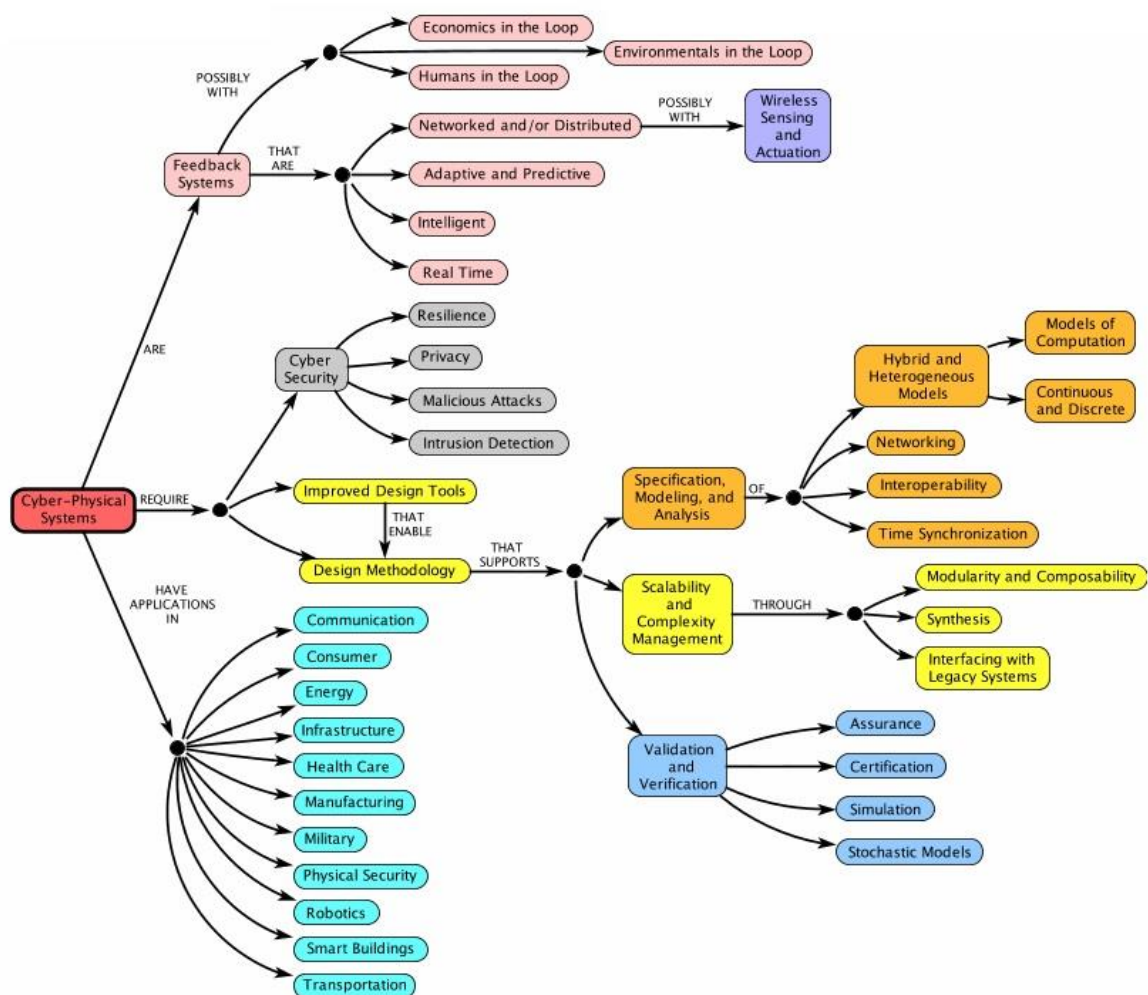 Economics in the Loop
Environmentals in the Loop
Humans in the Loop
POSSIBLY
WITH
Networked and/or Distributed
POSSIBLY
WITH
Wireless
Sensing
and
Actuation
Feedback
Systems
THAT
ARE
Adaptive and Predictive
Intelligent
Real Time
ARE
Resilience
Cyber
Security
Privacy
Malicious Attacks
Intrusion Detection
Cyber-Physical
Systems
REQUIRE
Improved Design Tools
THAT
ENABLE
Design Methodology
THAT
SUPPORTS
Specification,
Modeling, and
Analysis
OF
Hybrid and
Heterogeneous
Models
Models of
Computation
Continuous
and Discrete
Networking
Interoperability
Time Synchronization
Scalability
and
Complexity
Management
THROUGH
Modularity and Composability
Synthesis
Interfacing with
Legacy Systems
Validation
and
Verification
Assurance
Certification
Simulation
Stochastic Models
HAVE
APPLICATIONS
IN
Communication
Consumer
Energy
Infrastructure
Health Care
Manufacturing
Military
Physical Security
Robotics
Smart Buildings
Transportation